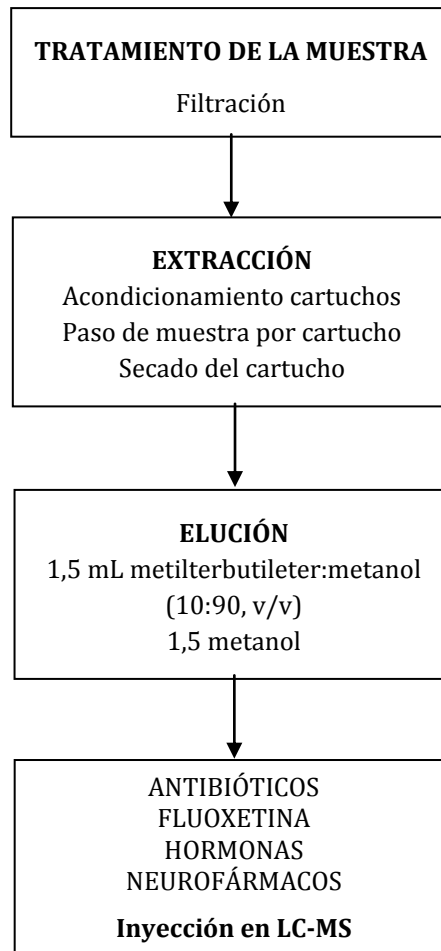 TRATAMIENTO DE LA MUESTRA
Filtración
EXTRACCIÓN
Acondicionamiento cartuchos
Paso de muestra por cartucho
Secado del cartucho
ELUCIÓN
1,5 mL metilterbutileter:metanol
(10:90, v/v)
1,5 metanol
ANTIBIÓTICOS
FLUOXETINA
HORMONAS
NEUROFÁRMACOS
Inyección en LC-MS